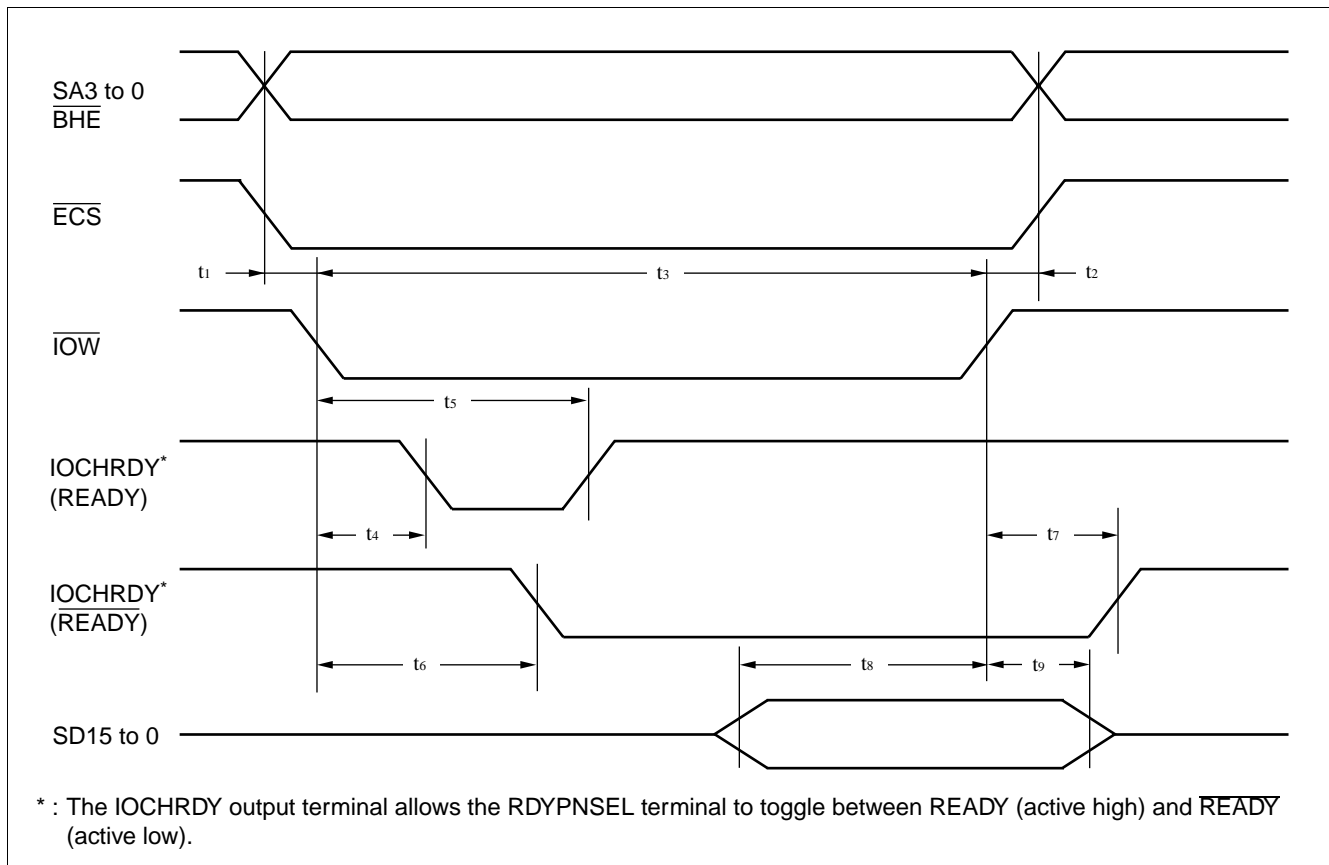 SA3 to 0
BHE
ECS
t1
t3
t2
IOW
t5
IOCHRDY*
(READY)
t4
t7
IOCHRDY*
(READY)
t6
t8
t9
SD15 to 0
* : The IOCHRDY output terminal allows the RDYPNSEL terminal to toggle between READY (active high) and READY
(active low).